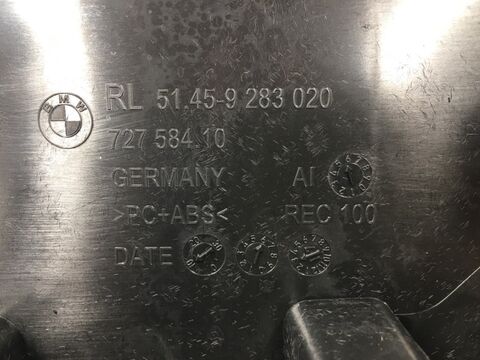 BMW
RL 51.45-9 283 020
727 584 10
GERMANY AI
>PC+ABS< REC 100
DATE